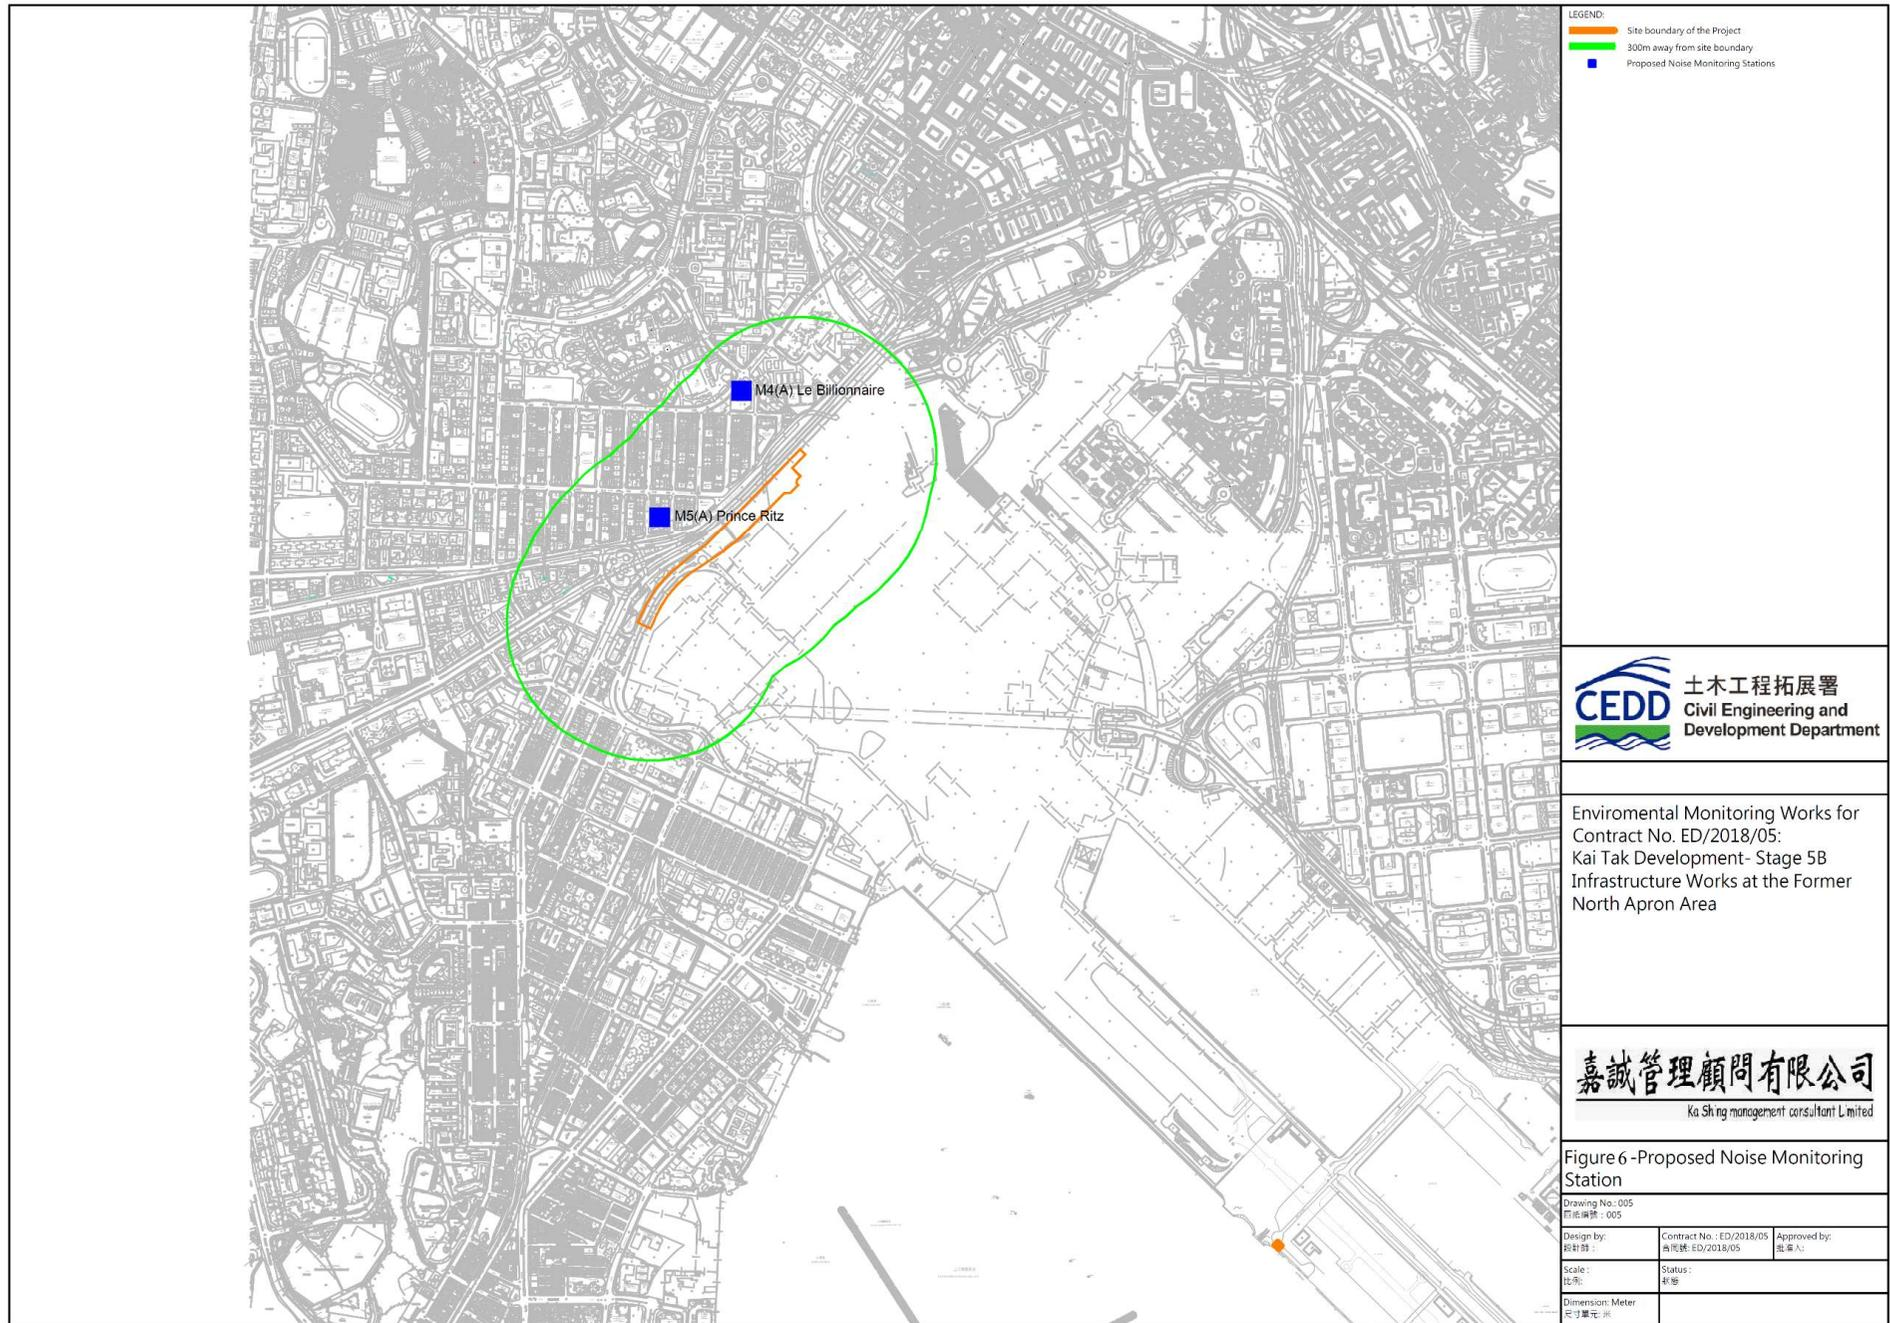 LEGEND:
Site boundary of the Project
300m away from site boundary
Proposed Noise Monitoring Stations
M4(A) Le Billionnaire
M5(A) Prince Ritz
CEDD
土木工程拓展署
Civil Engineering and
Development Department
Enviromental Monitoring Works for
Contract No. ED/2018/05:
Kai Tak Development- Stage 5B
Infrastructure Works at the Former
North Apron Area
嘉誠管理顧問有限公司
Ka Shing management consultant Limited
Figure 6 -Proposed Noise Monitoring
Station
Drawing No.: 005
圖紙編號 : 005
Design by:
設計師 :
Contract No. : ED/2018/05
合同號: ED/2018/05
Approved by:
批准人:
Scale :
比例:
Status :
狀態
Dimension: Meter
尺寸單元: 米